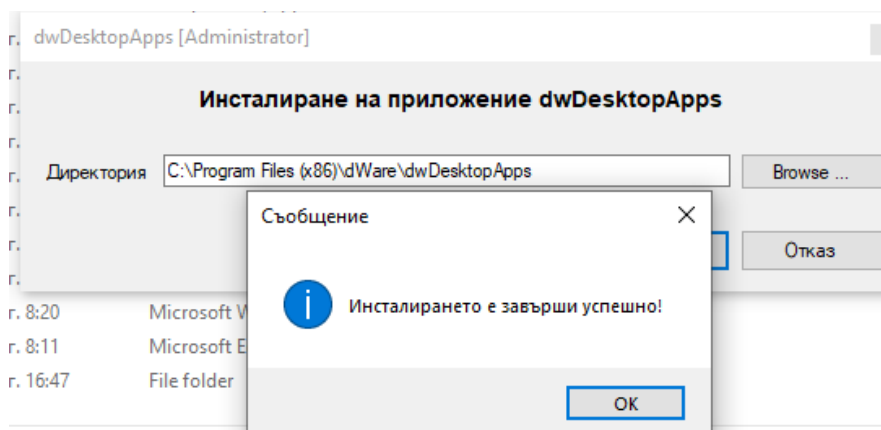 г. dwDesktopApps [Administrator]
г.
Инсталиране на приложение dwDesktopApps
г.
г.
г. Директория C:\Program Files (x86)\dWare\dwDesktopApps Browse ...
г. Съобщение
г. Отказ
г.
г. 8:20 Microsoft W
Инсталирането е завърши успешно!
г. 8:11 Microsoft E
г. 16:47 File folder
OK